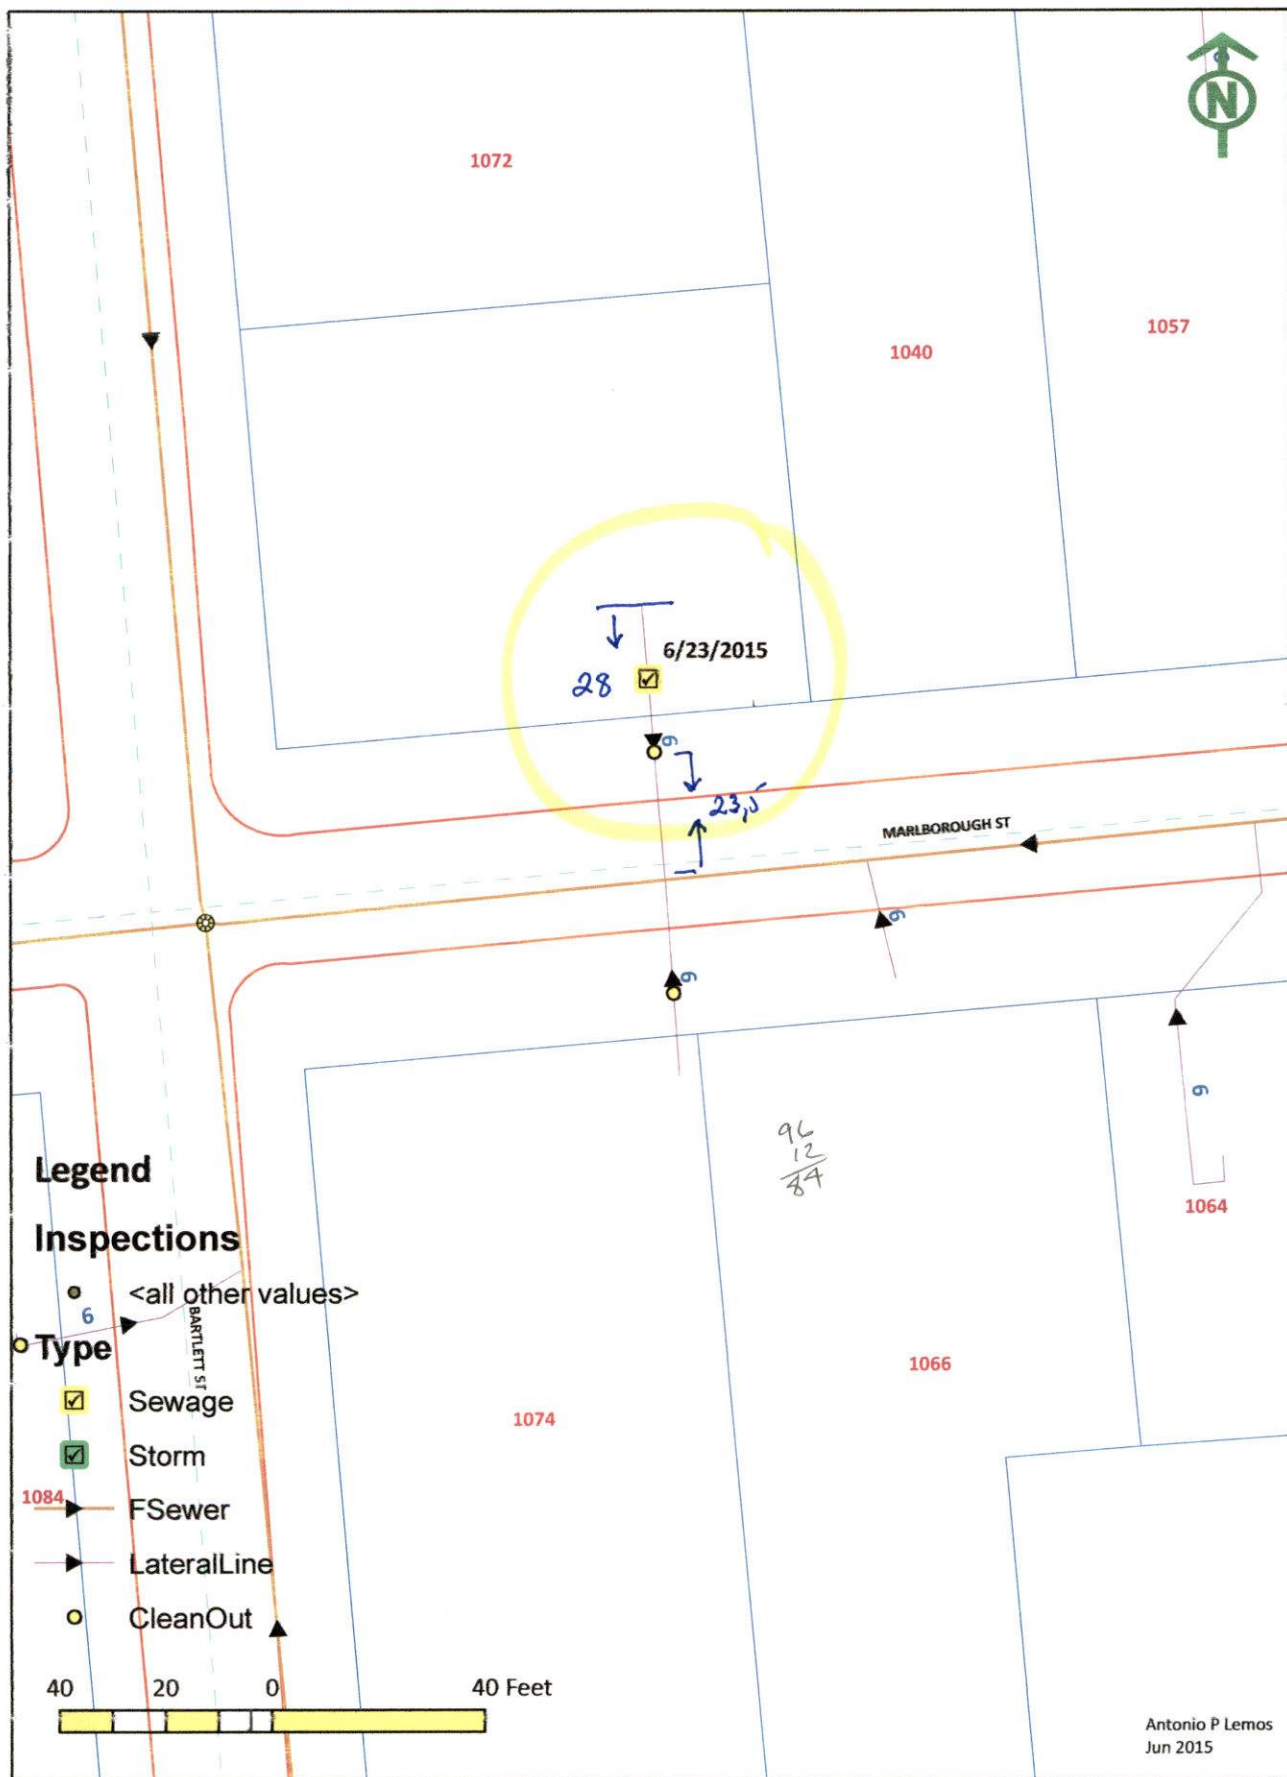 N
1072
1057
1040
6/23/2015
28
6
23,5
MARLBOROUGH ST
6
6
6
96
12
84
1064
1066
1074
Legend
Inspections
<all other values>
6
BARTLETT ST
Type
Sewage
Storm
1084
FSewer
LateralLine
CleanOut
40 20 0 40 Feet
Antonio P Lemos
Jun 2015